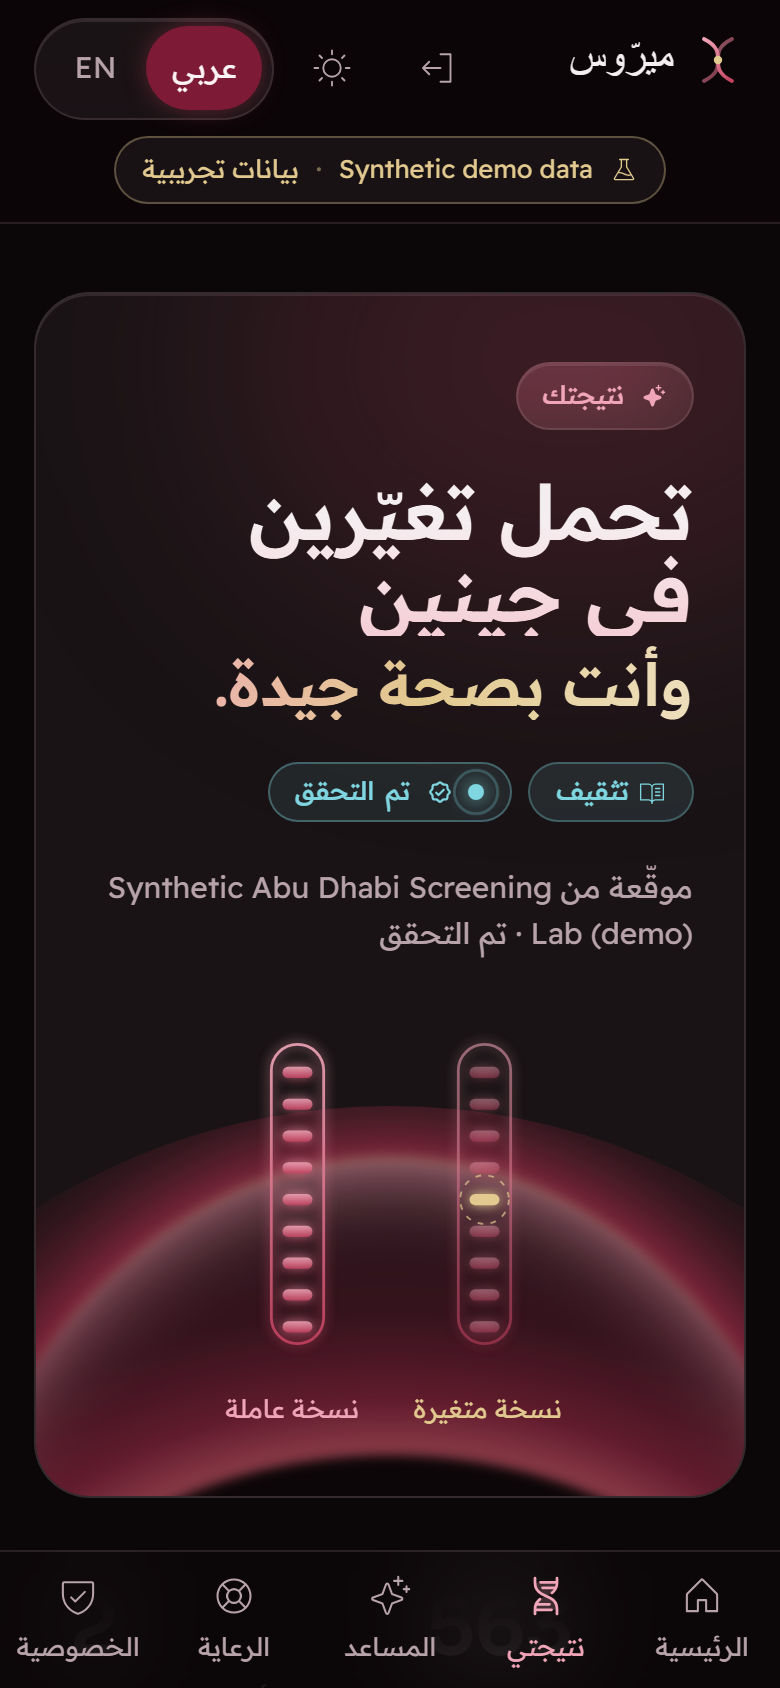 ميرّوس
عربي
EN
Synthetic demo data · بيانات تجريبية
نتيجتك
تحمل تغيّرين
في جينين
وأنت بصحة جيدة.
تثقيف
تم التحقق
موقّعة من Synthetic Abu Dhabi Screening
Lab (demo) · تم التحقق
نسخة متغيرة
نسخة عاملة
الرئيسية
نتيجتي
المساعد
الرعاية
الخصوصية